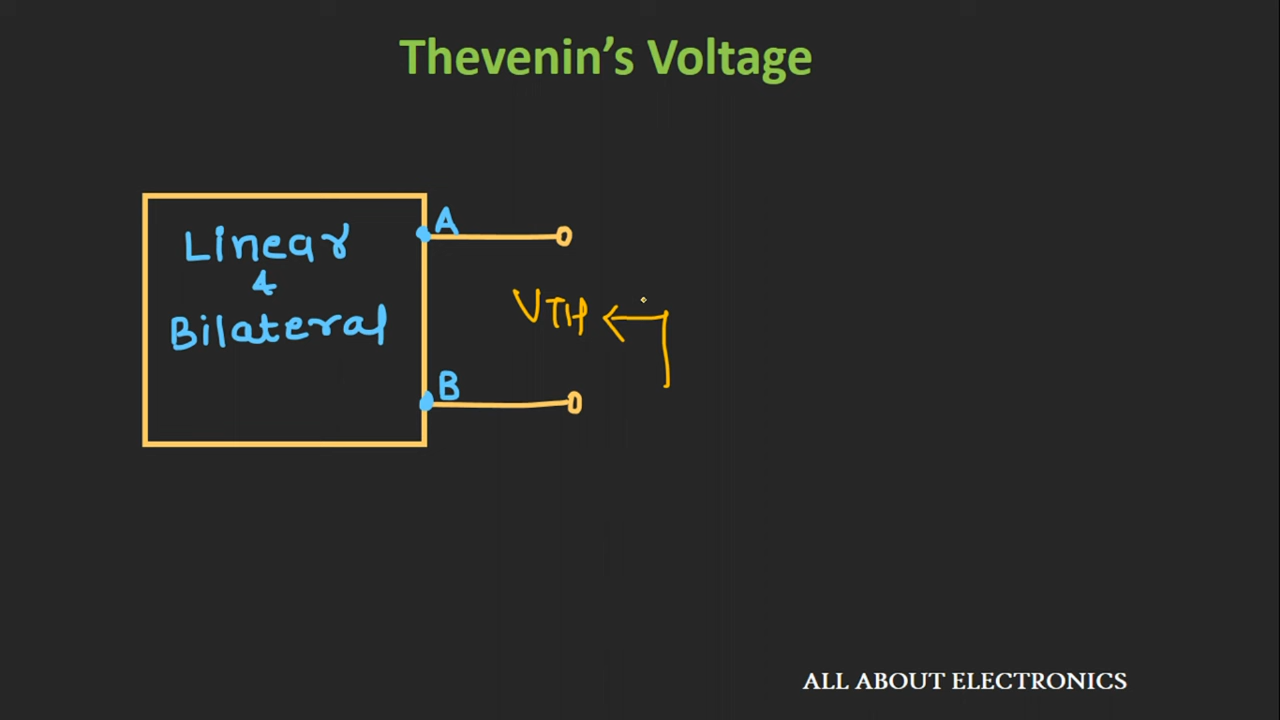 Thevenin's Voltage
Linear
&
Bilateral
A
VTH
B
ALL ABOUT ELECTRONICS